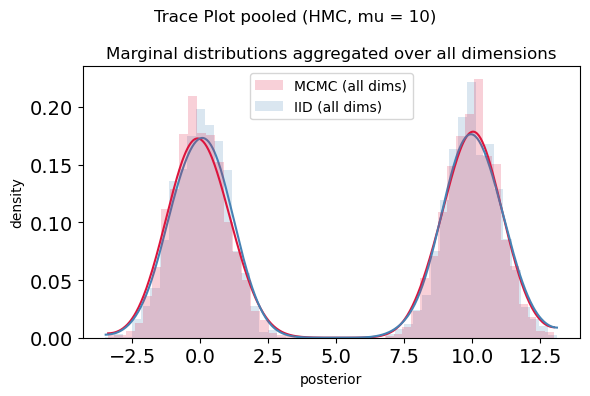 Trace Plot pooled (HMC, mu = 10)
Marginal distributions aggregated over all dimensions
MCMC (all dims)
IID (all dims)
density
0.20
0.15
0.10
0.05
0.00
−2.5 0.0 2.5 5.0 7.5 10.0 12.5
posterior